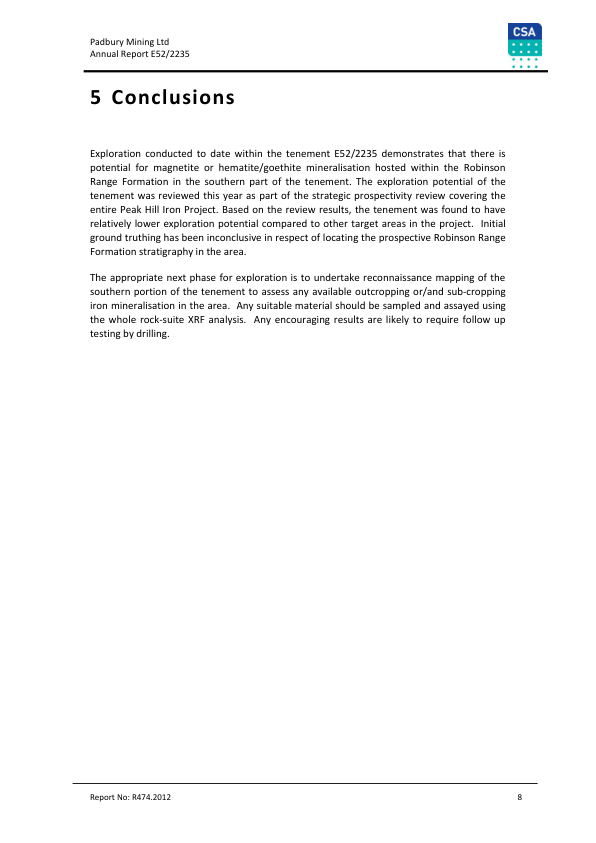 Padbury Mining Ltd
Annual Report E52/2235
CSA
5 Conclusions
Exploration conducted to date within the tenement E52/2235 demonstrates that there is
potential for magnetite or hematite/goethite mineralisation hosted within the Robinson
Range Formation in the southern part of the tenement. The exploration potential of the
tenement was reviewed this year as part of the strategic prospectivity review covering the
entire Peak Hill Iron Project. Based on the review results, the tenement was found to have
relatively lower exploration potential compared to other target areas in the project.  Initial
ground truthing has been inconclusive in respect of locating the prospective Robinson Range
Formation stratigraphy in the area.
The appropriate next phase for exploration is to undertake reconnaissance mapping of the
southern portion of the tenement to assess any available outcropping or/and sub-cropping
iron mineralisation in the area.  Any suitable material should be sampled and assayed using
the whole rock-suite XRF analysis.  Any encouraging results are likely to require follow up
testing by drilling.
Report No: R474.2012
8